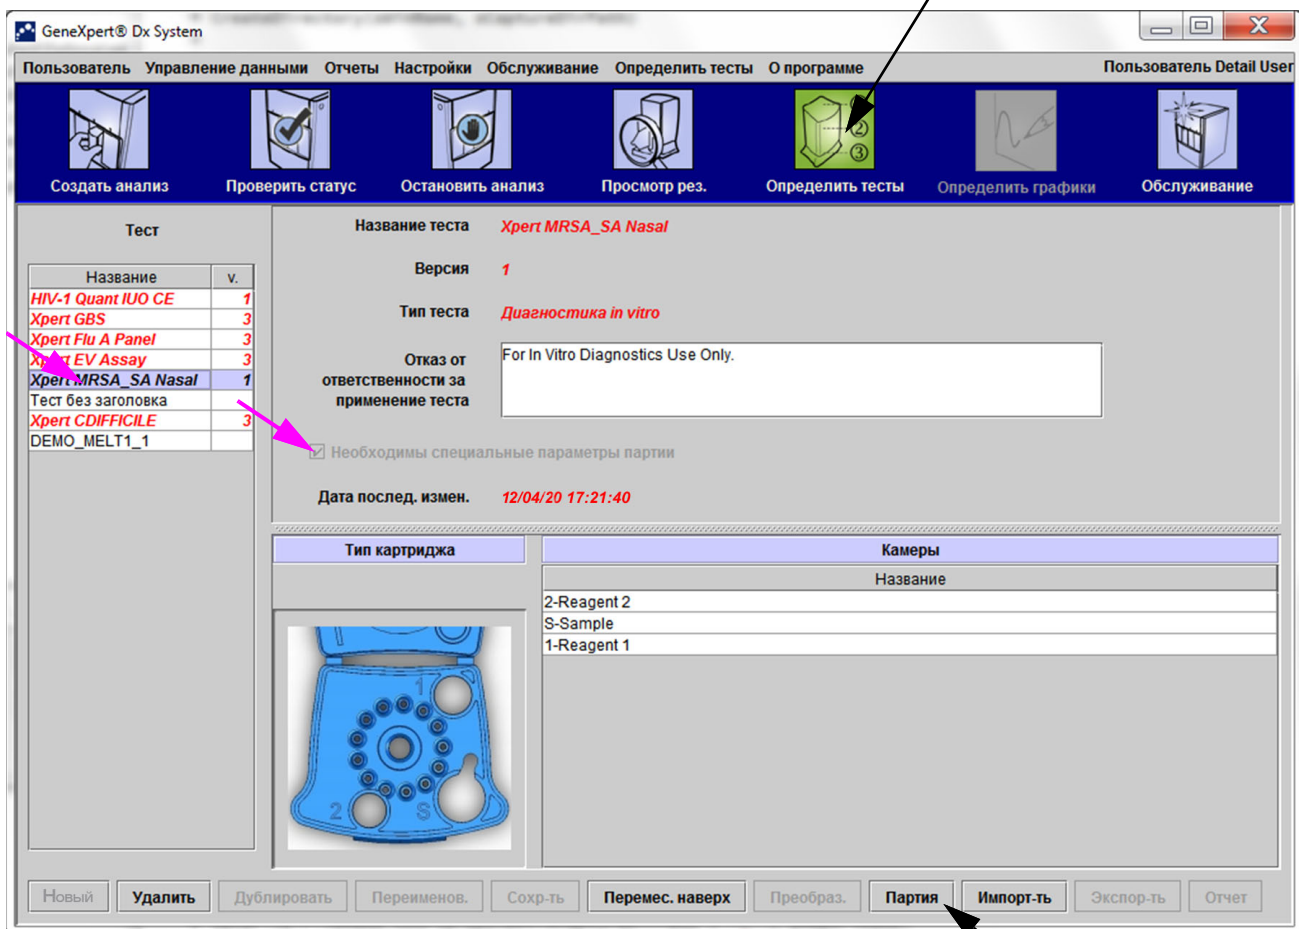 GeneXpert® Dx System
Пользователь Управление данными Отчеты Настройки Обслуживание Определить тесты О программе Пользователь Detail User
Создать анализ Проверить статус Остановить анализ Просмотр рез. Определить тесты Определить графики Обслуживание
Тест
Название v.
HIV-1 Quant IUO CE 1
Xpert GBS 3
Xpert Flu A Panel 3
Xpert EV Assay 3
Xpert MRSA_SA Nasal 1
Тест без заголовка
Xpert CDIFFICILE 3
DEMO_MELT1_1
Название теста Xpert MRSA_SA Nasal
Версия 1
Тип теста Диагностика in vitro
Отказ от
ответственности за
применение теста
For In Vitro Diagnostics Use Only.
Необходимы специальные параметры партии
Дата послед. измен. 12/04/20 17:21:40
Тип картриджа
1
2 S
Камеры
Название
2-Reagent 2
S-Sample
1-Reagent 1
Новый Удалить Дублировать Переименов. Сохр-ть Перемес. наверх Преобраз. Партия Импорт-ть Экспор-ть Отчет